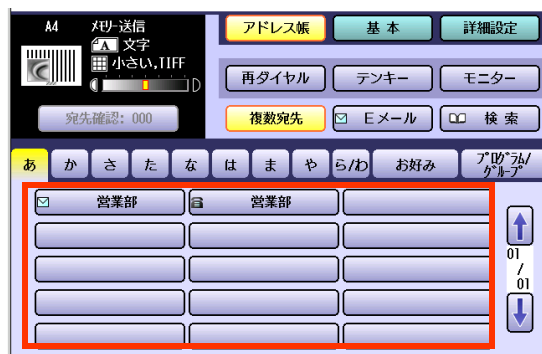 A4 メモリー送信
A 文字
小さい,TIFF
D
宛先確認: 000
アドレス帳 基本 詳細設定
再ダイヤル テンキー モニター
複数宛先 Eメール 検索
あ か さ た な は ま や ら/わ お好み プログラム/グループ
営業部 営業部
01
/
01